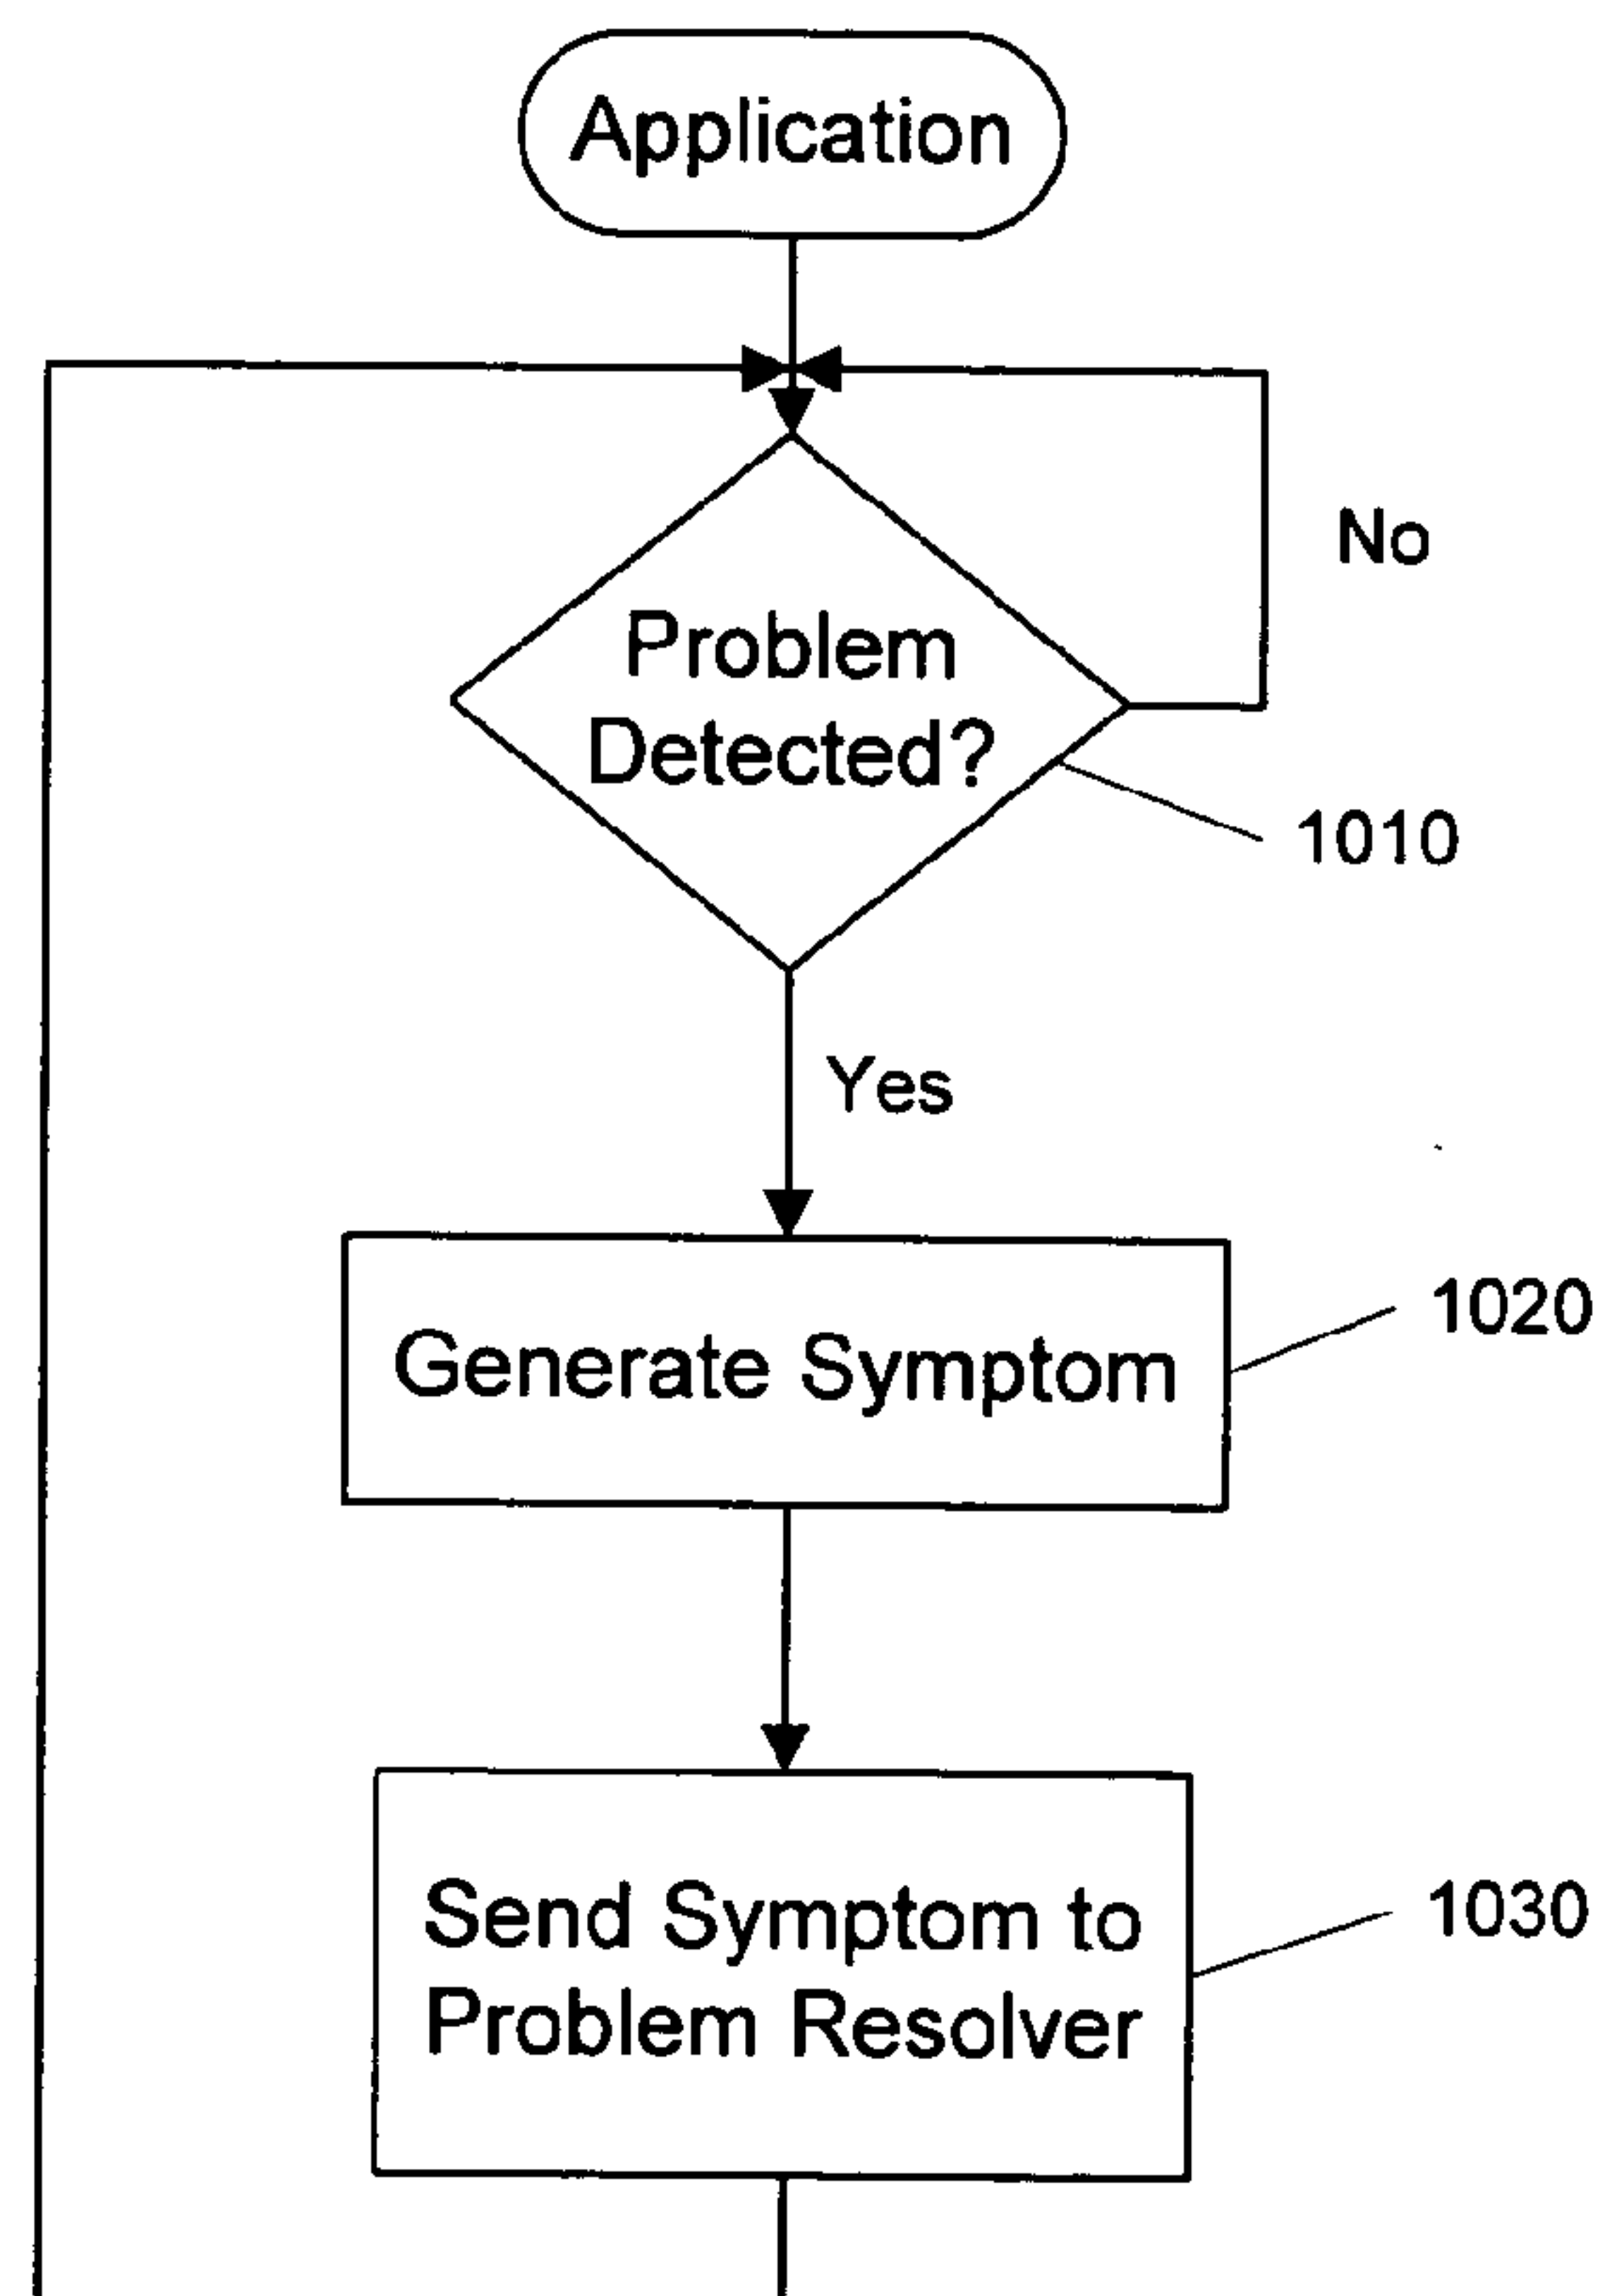 Application
No
Problem
Detected?
1010
Yes
Generate Symptom
1020
Send Symptom to
Problem Resolver
1030